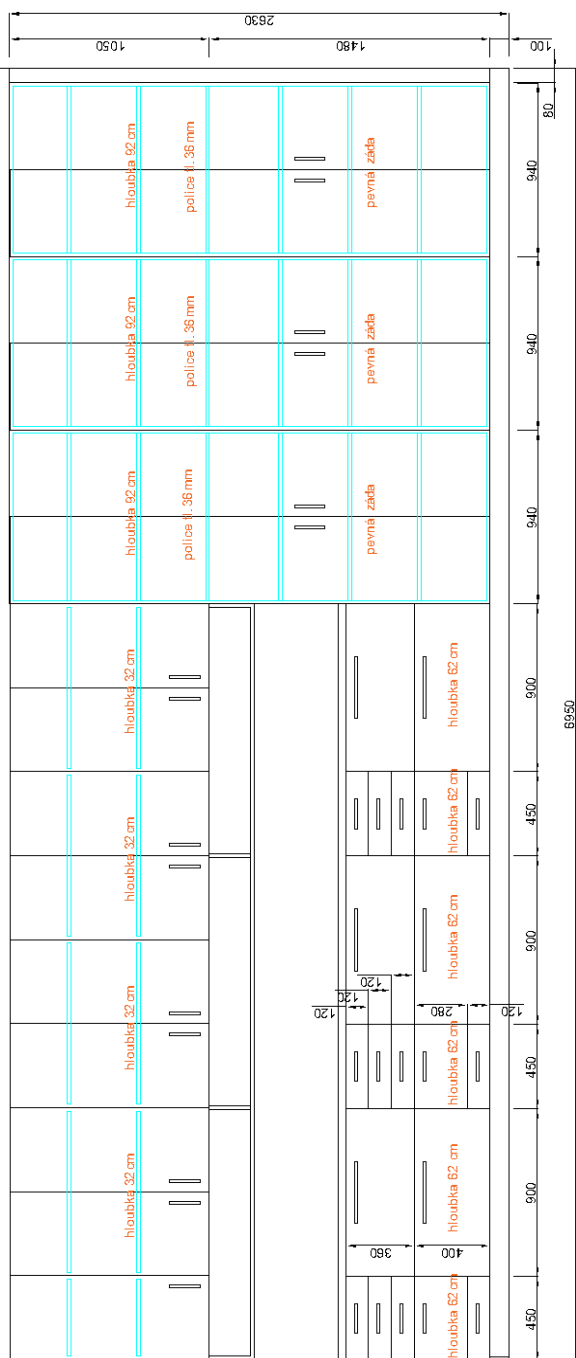 2630
1050
1480
100
80
hloubka 92 cm
police tl. 36 mm
pevná záda
940
hloubka 92 cm
police tl. 36 mm
pevná záda
940
hloubka 92 cm
police tl. 36 mm
pevná záda
940
hloubka 32 cm
hloubka 62 cm
900
6950
hloubka 62 cm
450
hloubka 32 cm
hloubka 62 cm
900
120
120
120
280
120
hloubka 32 cm
hloubka 62 cm
450
hloubka 32 cm
hloubka 62 cm
900
360
400
hloubka 62 cm
450